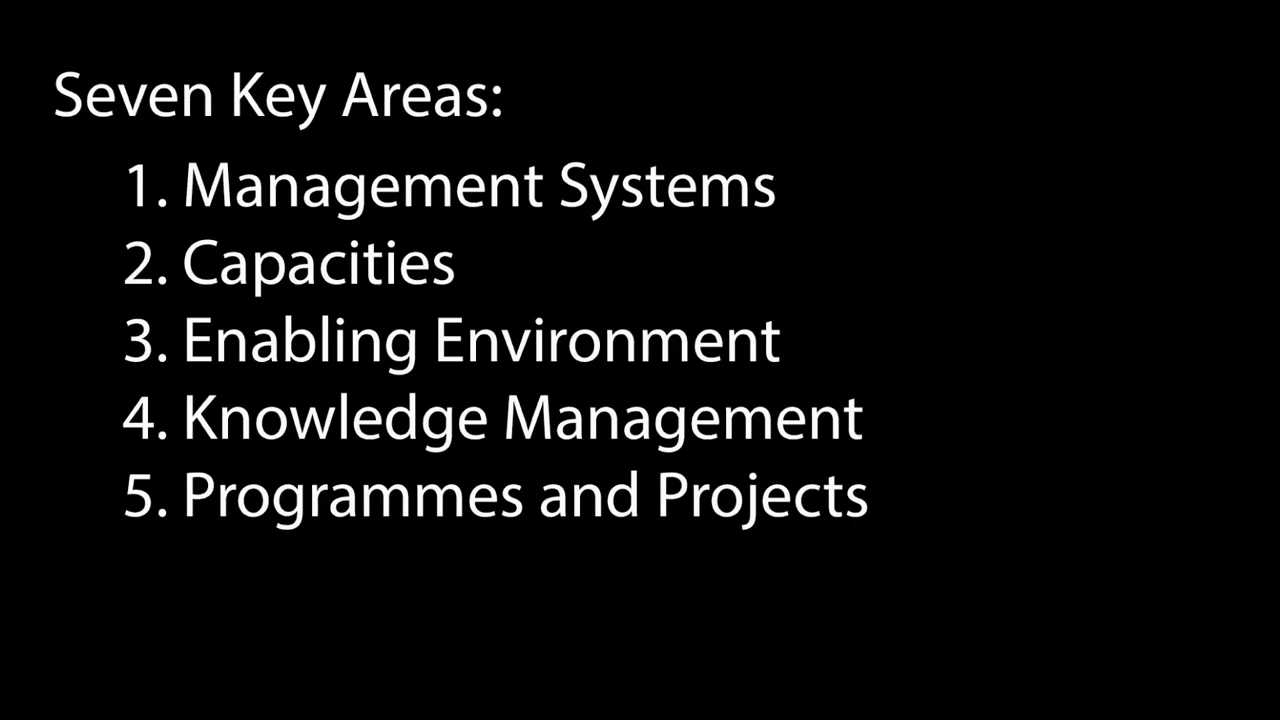 Seven Key Areas:
1. Management Systems
2. Capacities
3. Enabling Environment
4. Knowledge Management
5. Programmes and Projects